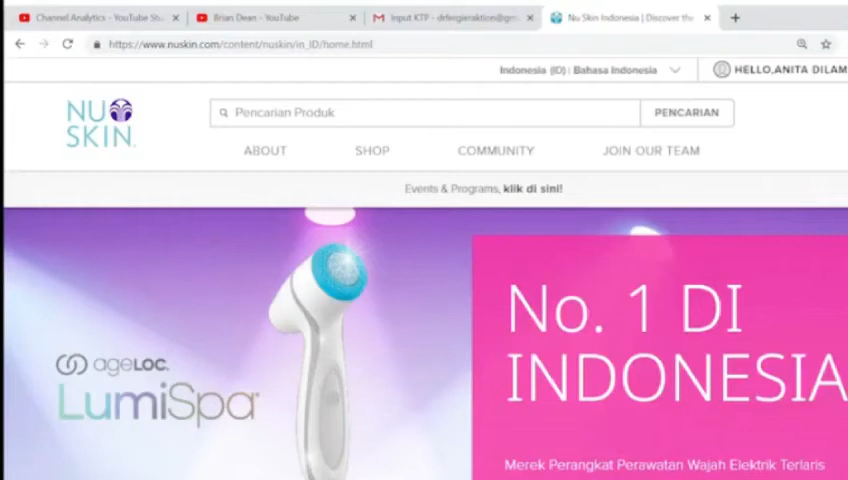 Channel Analytics - YouTube St
Brian Dean - YouTube
Input KTP - drfergieraktion@gm
Nu Skin Indonesia | Discover the
https://www.nuskin.com/content/nuskin/in_ID/home.html
Indonesia (ID) | Bahasa Indonesia
HELLO,ANITA DILAM
NU SKIN
Pencarian Produk
PENCARIAN
ABOUT
SHOP
COMMUNITY
JOIN OUR TEAM
Events & Programs, klik di sini!
ageLOC
LumiSpa
No. 1 DI
INDONESIA
Merek Perangkat Perawatan Wajah Elektrik Terlaris